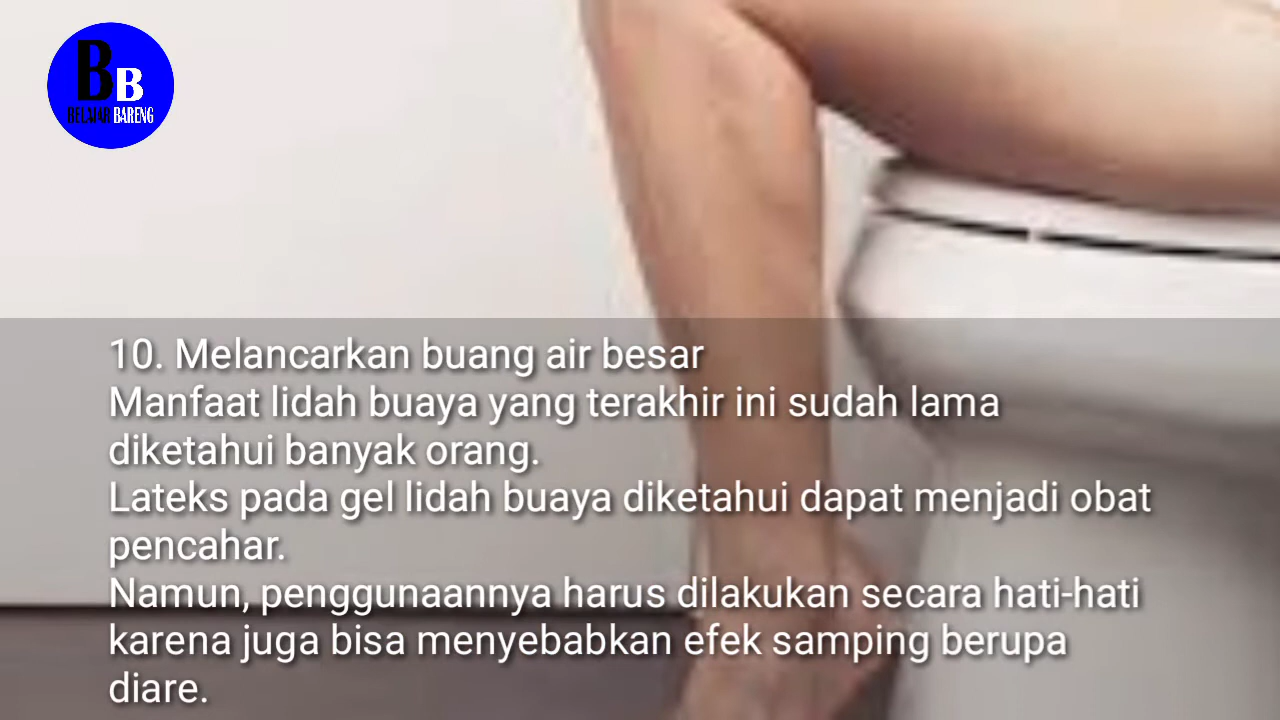 BB
BELAJAR BARENG
10. Melancarkan buang air besar
Manfaat lidah buaya yang terakhir ini sudah lama
diketahui banyak orang.
Lateks pada gel lidah buaya diketahui dapat menjadi obat
pencahar.
Namun, penggunaannya harus dilakukan secara hati-hati
karena juga bisa menyebabkan efek samping berupa
diare.